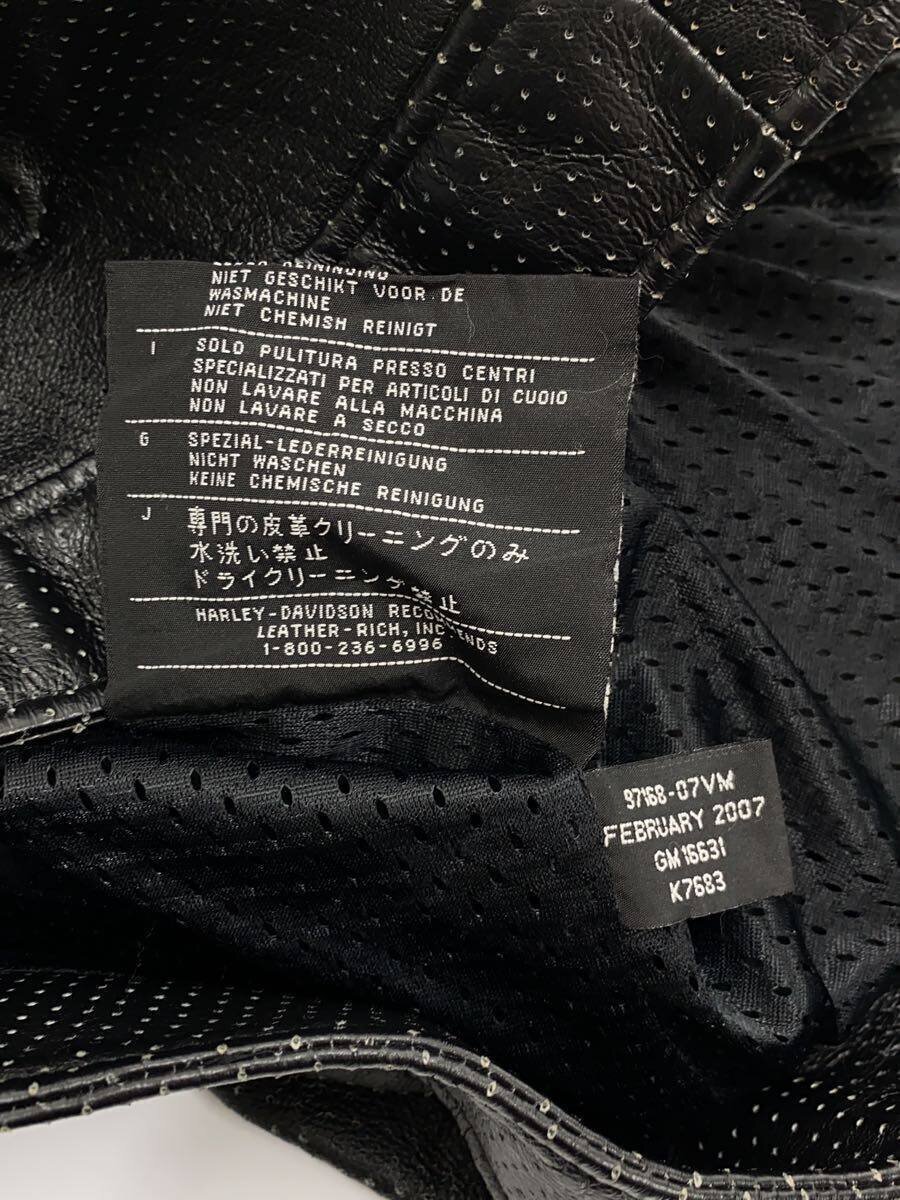 NIET GESCHIKT VOOR DE
WASMACHINE
NIET CHEMISH REINIGT
I SOLO PULITURA PRESSO CENTRI
SPECIALIZZATI PER ARTICOLI DI CUOIO
NON LAVARE ALLA MACCHINA
NON LAVARE A SECCO
G SPEZIAL-LEDERREINIGUNG
NICHT WASCHEN
KEINE CHEMISCHE REINIGUNG
J 専門の皮革クリーニングのみ
水洗い禁止
ドライクリーニング禁止
HARLEY-DAVIDSON
LEATHER-RICH, INC
1-800-236-6996
97168-07VM
FEBRUARY 2007
GM16631
K7683